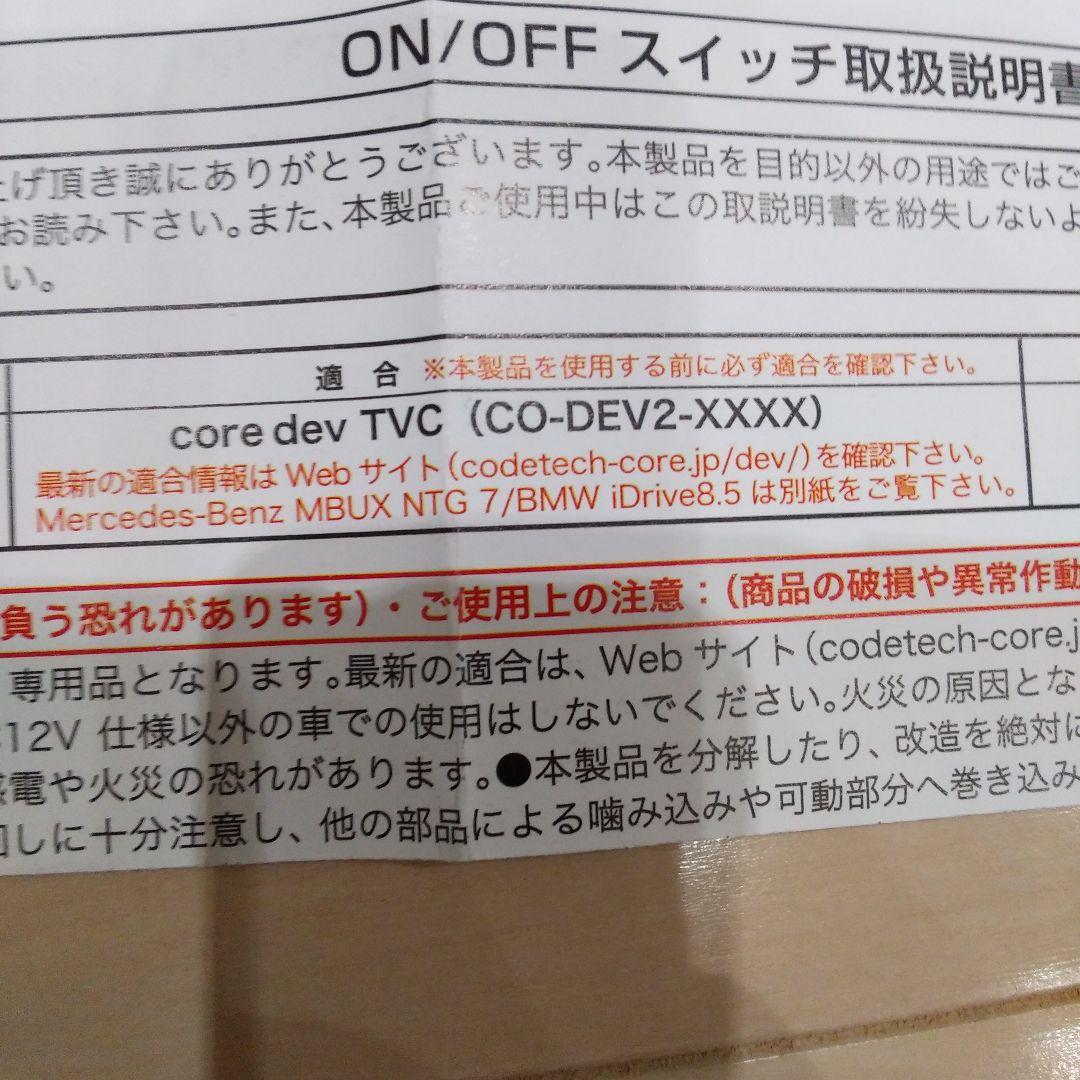 ON/OFF スイッチ取扱説明書
上げ頂き誠にありがとうございます。本製品を目的以外の用途ではご
お読み下さい。また、本製品ご使用中はこの取説明書を紛失しないよ
い。
適 合 ※本製品を使用する前に必ず適合を確認下さい。
core dev TVC（CO-DEV2-XXXX）
最新の適合情報は Web サイト（codetech-core.jp/dev/）を確認下さい。
Mercedes-Benz MBUX NTG 7/BMW iDrive8.5 は別紙をご覧下さい。
負う恐れがあります）・ご使用上の注意：（商品の破損や異常作動
専用品となります。最新の適合は、Web サイト（codetech-core.j
12V 仕様以外の車での使用はしないでください。火災の原因とな
感電や火災の恐れがあります。●本製品を分解したり、改造を絶対に
回しに十分注意し、他の部品による噛み込みや可動部分へ巻き込み